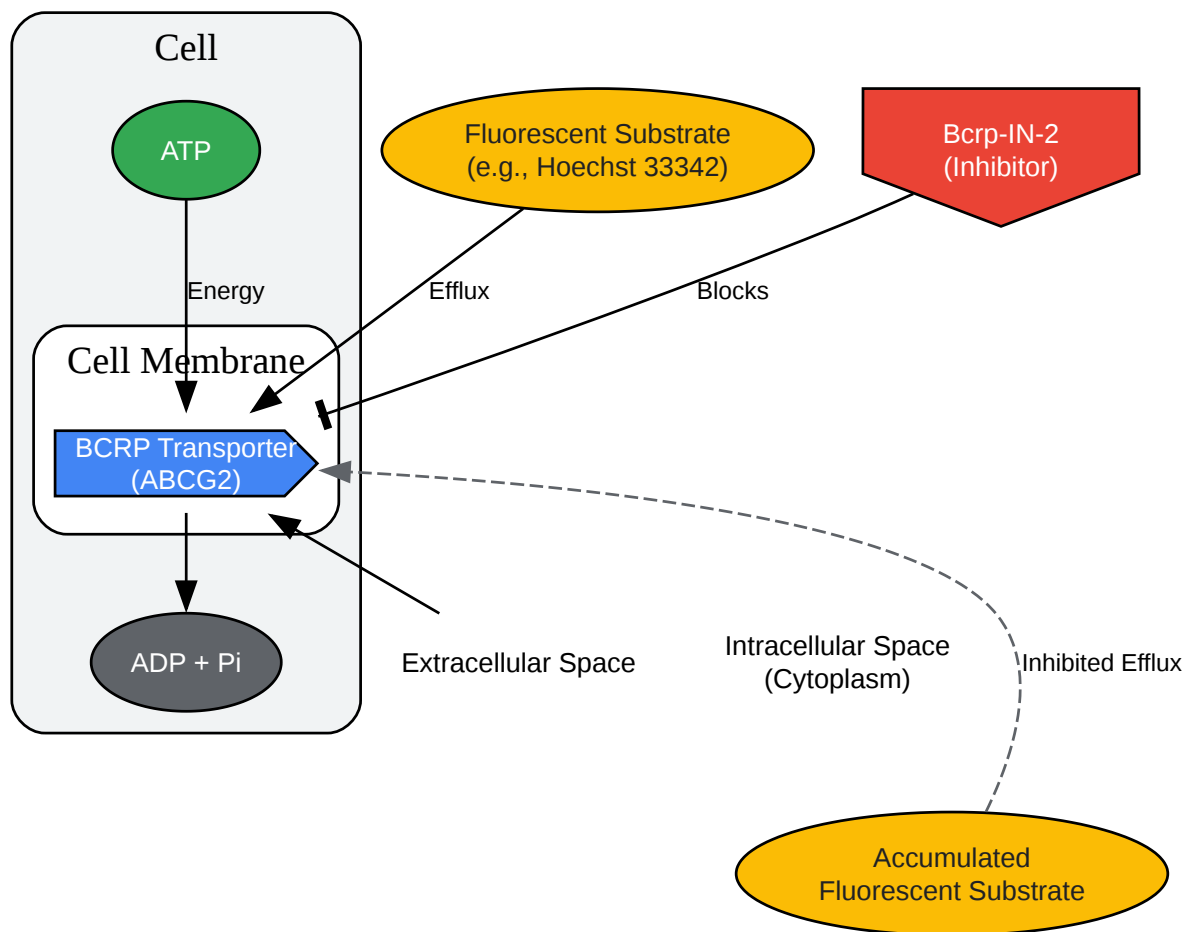 Cell
ATP
Fluorescent Substrate
(e.g., Hoechst 33342)
Bcrp-IN-2
(Inhibitor)
Energy
Efflux
Blocks
Cell Membrane
BCRP Transporter
(ABCG2)
ADP + Pi
Extracellular Space
Intracellular Space
(Cytoplasm)
Inhibited Efflux
Accumulated
Fluorescent Substrate